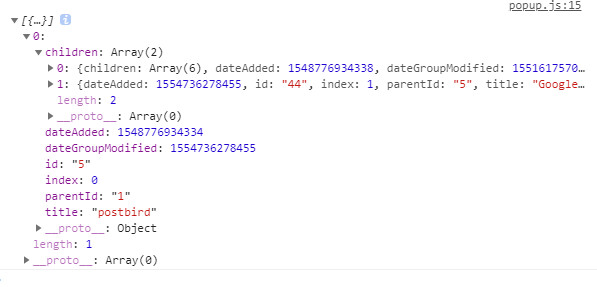 popup.js:15
▼[{…}] i
▼0:
▼children: Array(2)
▶0: {children: Array(6), dateAdded: 1548776934338, dateGroupModified: 1551617570…
▶1: {dateAdded: 1554736278455, id: "44", index: 1, parentId: "5", title: "Google…
length: 2
▶__proto__: Array(0)
dateAdded: 1548776934334
dateGroupModified: 1554736278455
id: "5"
index: 0
parentId: "1"
title: "postbird"
▶__proto__: Object
length: 1
▶__proto__: Array(0)